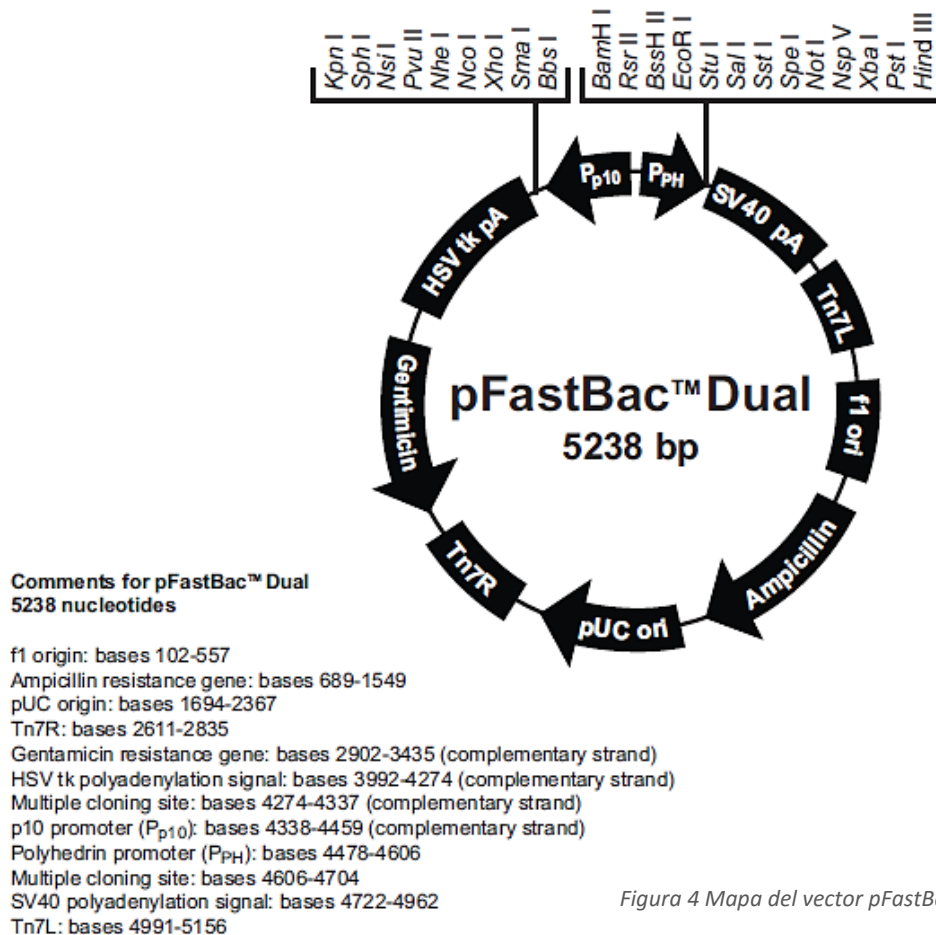 Kpn I
Sph I
Nsi I
Pvu II
Nhe I
Nco I
Xho I
Sma I
Bbs I
BamH I
Rsr II
BssH II
EcoR I
Stu I
Sal I
Sst I
Spe I
Not I
Nsp V
Xba I
Pst I
Hind III
Pp10
PPH
HSV tk pA
SV40 pA
Tn7L
Gentimicin
pFastBac™ Dual
5238 bp
f1 ori
Ampicillin
Tn7R
pUC ori
Comments for pFastBac™ Dual
5238 nucleotides
f1 origin: bases 102-557
Ampicillin resistance gene: bases 689-1549
pUC origin: bases 1694-2367
Tn7R: bases 2611-2835
Gentamicin resistance gene: bases 2902-3435 (complementary strand)
HSV tk polyadenylation signal: bases 3992-4274 (complementary strand)
Multiple cloning site: bases 4274-4337 (complementary strand)
p10 promoter (Pp10): bases 4338-4459 (complementary strand)
Polyhedrin promoter (PPH): bases 4478-4606
Multiple cloning site: bases 4606-4704
SV40 polyadenylation signal: bases 4722-4962
Tn7L: bases 4991-5156
Figura 4 Mapa del vector pFastBa